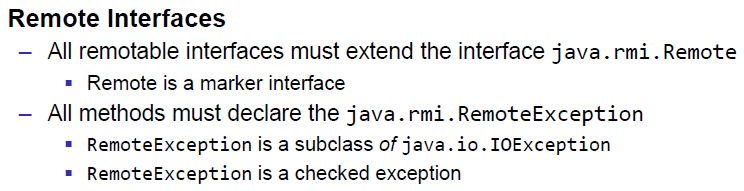 Remote Interfaces
– All remotable interfaces must extend the interface java.rmi.Remote
▪ Remote is a marker interface
– All methods must declare the java.rmi.RemoteException
▪ RemoteException is a subclass of java.io.IOException
▪ RemoteException is a checked exception